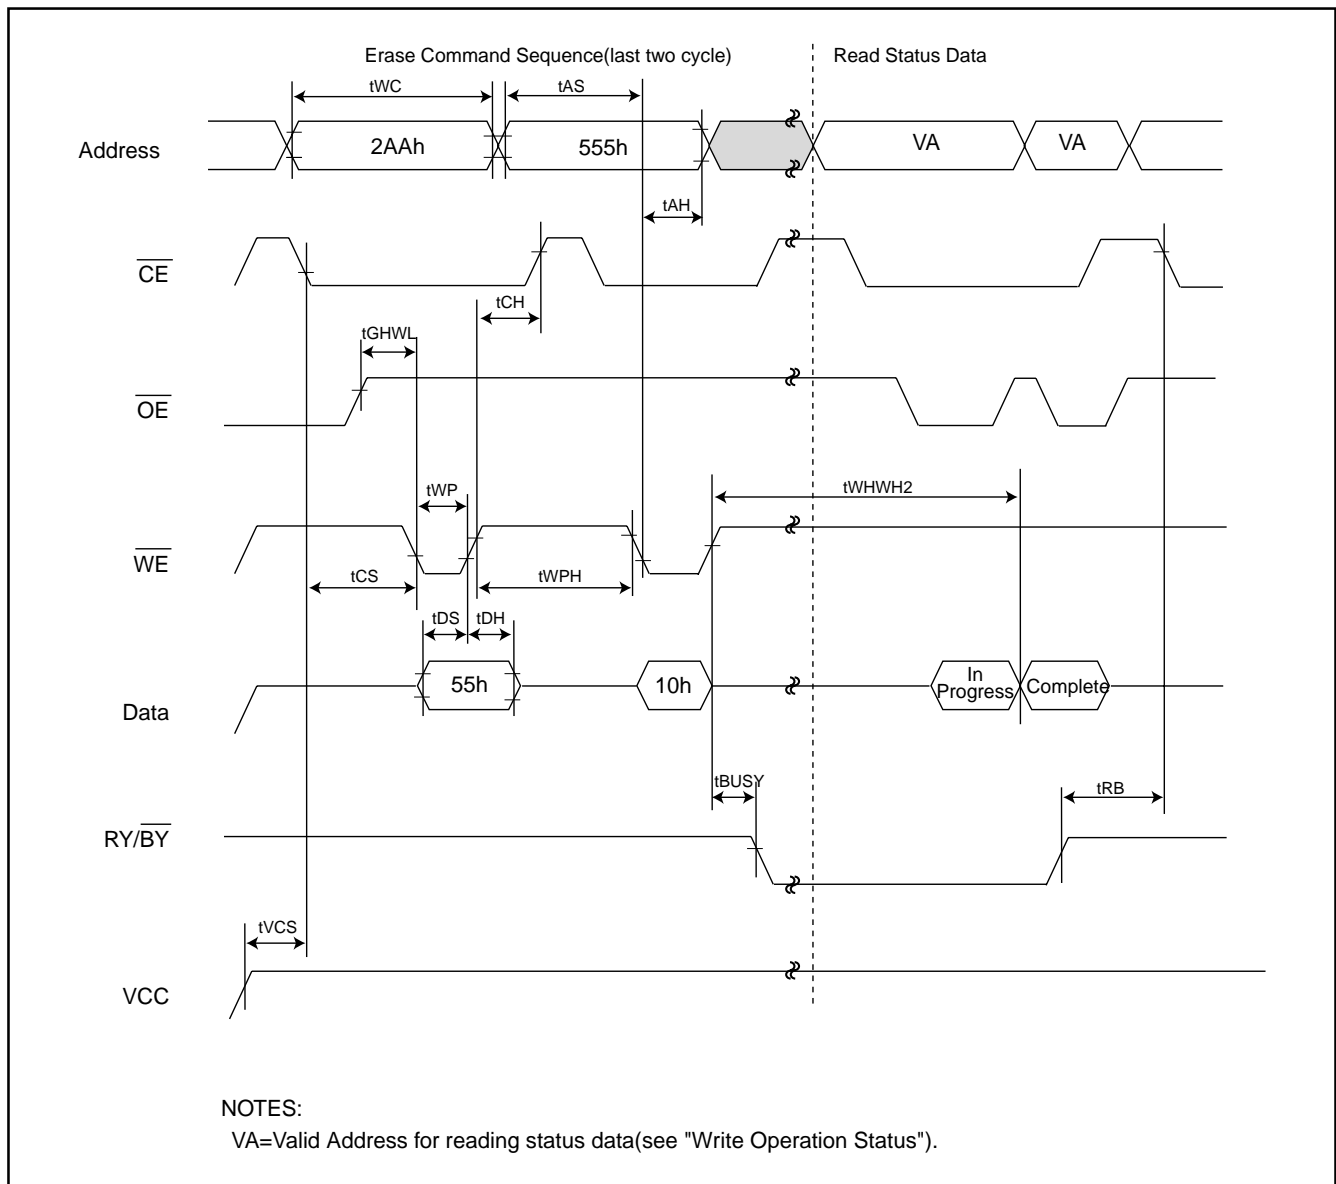 Erase Command Sequence(last two cycle)
Read Status Data
tWC
tAS
Address
2AAh
555h
VA
VA
tAH
CE
tCH
tGHWL
OE
tWP
tWHWH2
WE
tCS
tWPH
tDS
tDH
55h
10h
In
Progress
Complete
Data
tBUSY
tRB
RY/BY
tVCS
VCC
NOTES:
VA=Valid Address for reading status data(see "Write Operation Status").